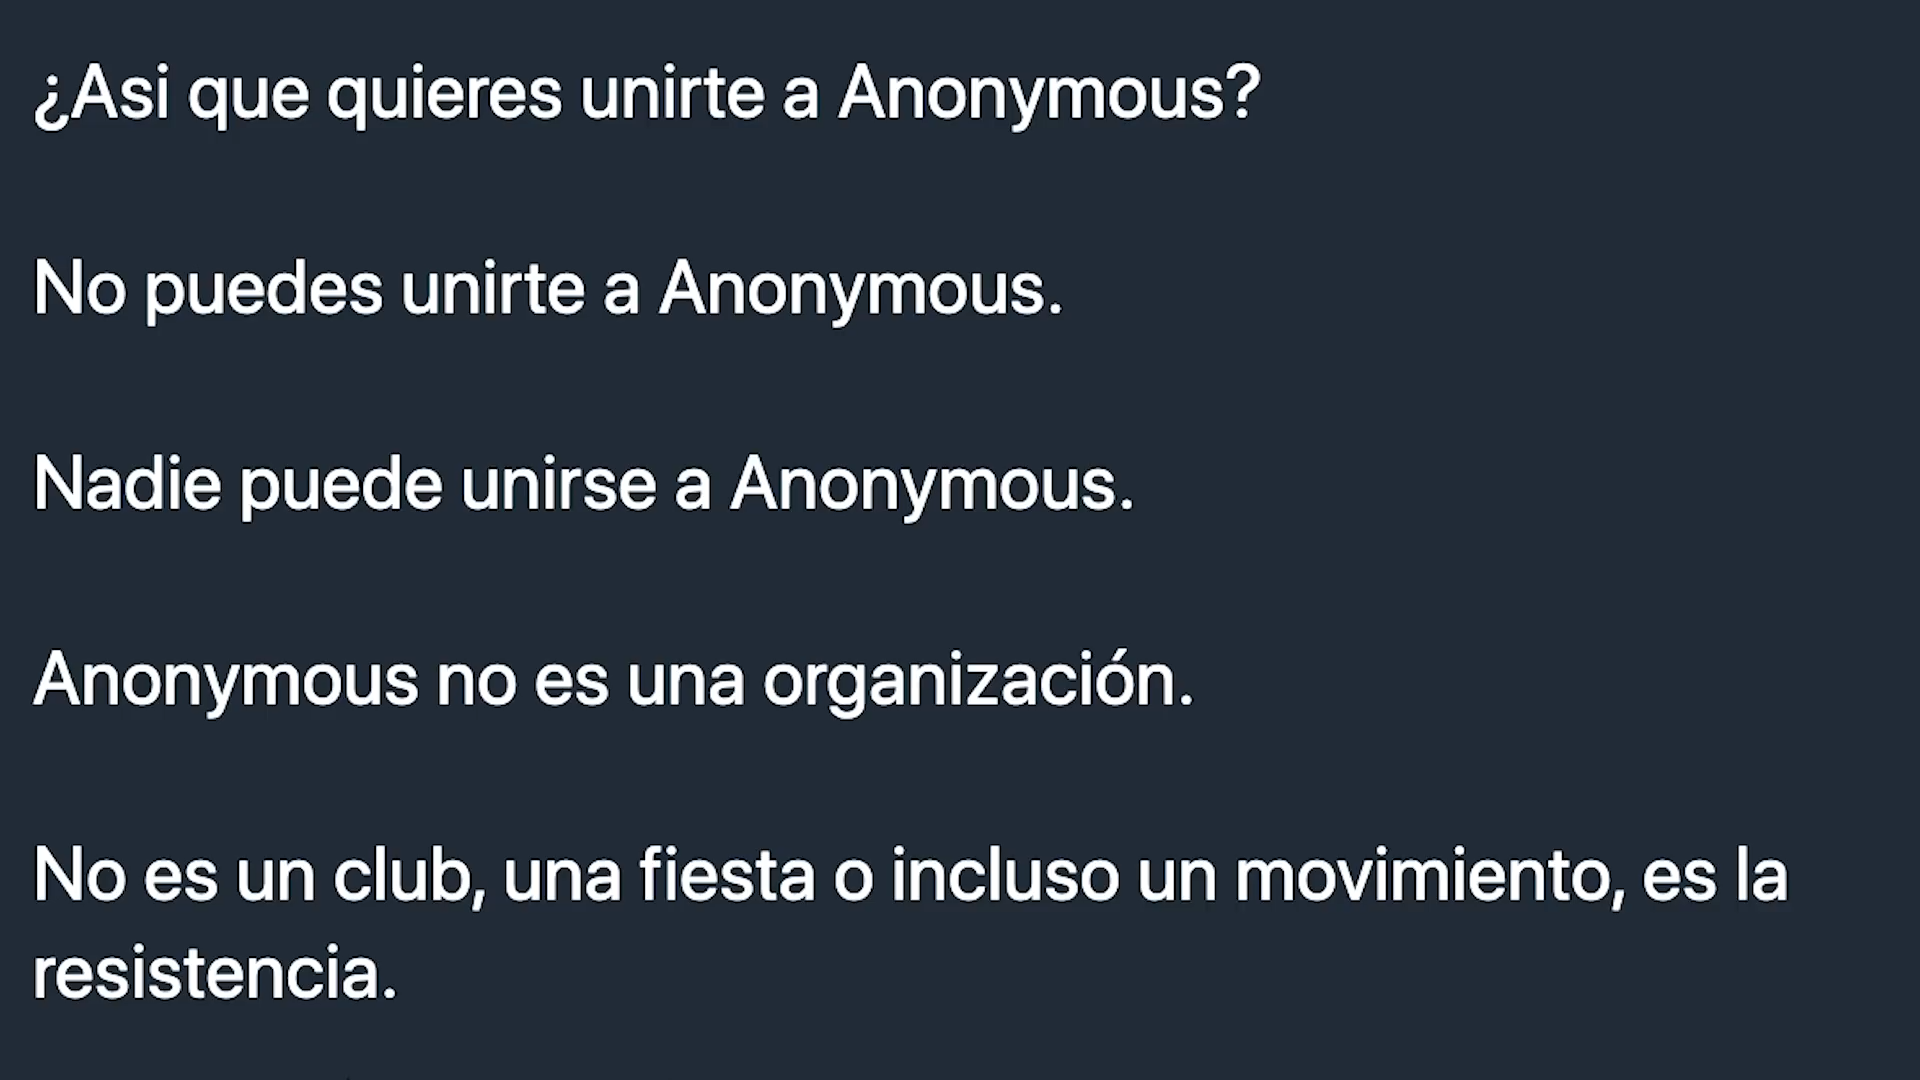 ¿Asi que quieres unirte a Anonymous?
No puedes unirte a Anonymous.
Nadie puede unirse a Anonymous.
Anonymous no es una organización.
No es un club, una fiesta o incluso un movimiento, es la
resistencia.